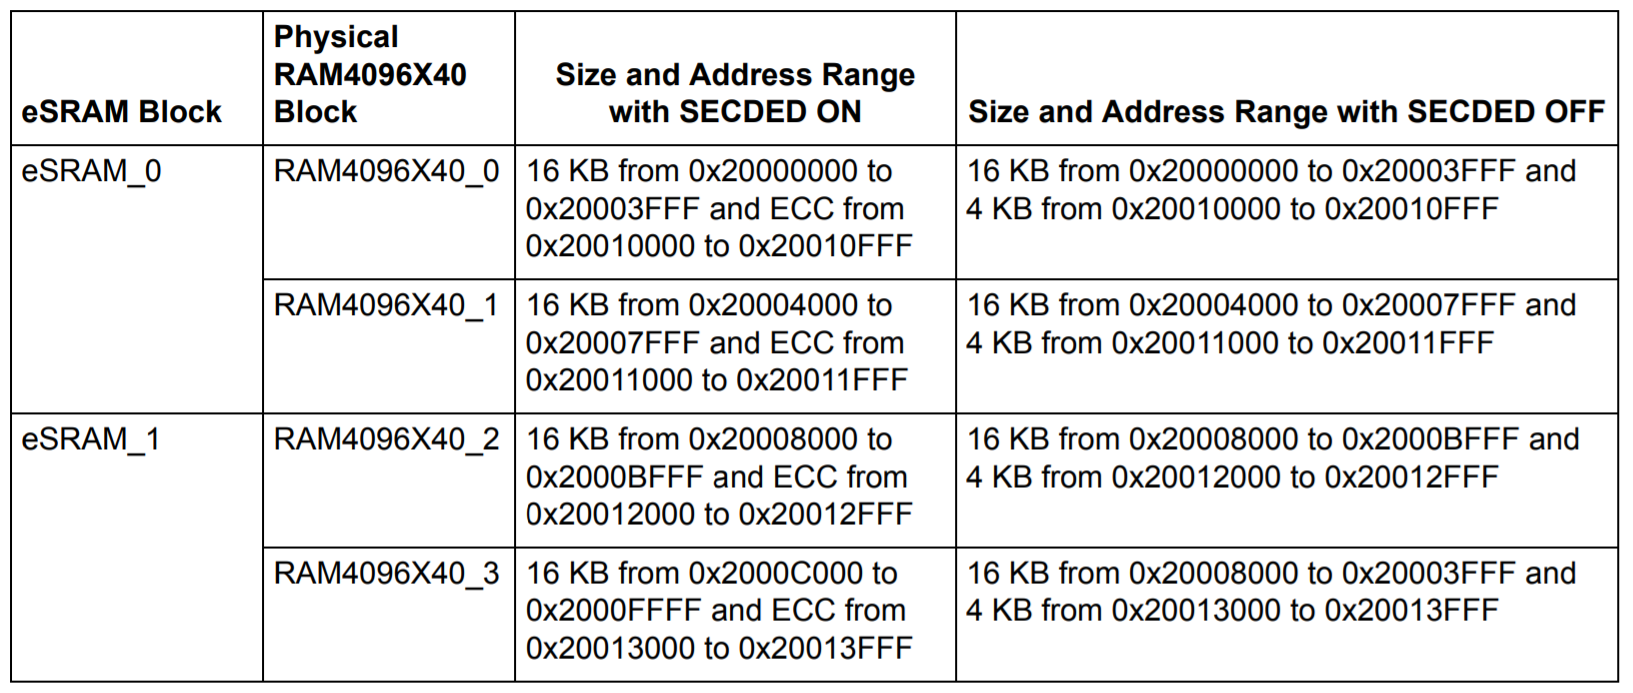 eSRAM Block
Physical
RAM4096X40
Block
Size and Address Range
with SECDED ON
Size and Address Range with SECDED OFF
eSRAM_0
RAM4096X40_0
16 KB from 0x20000000 to
0x20003FFF and ECC from
0x20010000 to 0x20010FFF
16 KB from 0x20000000 to 0x20003FFF and
4 KB from 0x20010000 to 0x20010FFF
RAM4096X40_1
16 KB from 0x20004000 to
0x20007FFF and ECC from
0x20011000 to 0x20011FFF
16 KB from 0x20004000 to 0x20007FFF and
4 KB from 0x20011000 to 0x20011FFF
eSRAM_1
RAM4096X40_2
16 KB from 0x20008000 to
0x2000BFFF and ECC from
0x20012000 to 0x20012FFF
16 KB from 0x20008000 to 0x2000BFFF and
4 KB from 0x20012000 to 0x20012FFF
RAM4096X40_3
16 KB from 0x2000C000 to
0x2000FFFF and ECC from
0x20013000 to 0x20013FFF
16 KB from 0x20008000 to 0x20003FFF and
4 KB from 0x20013000 to 0x20013FFF